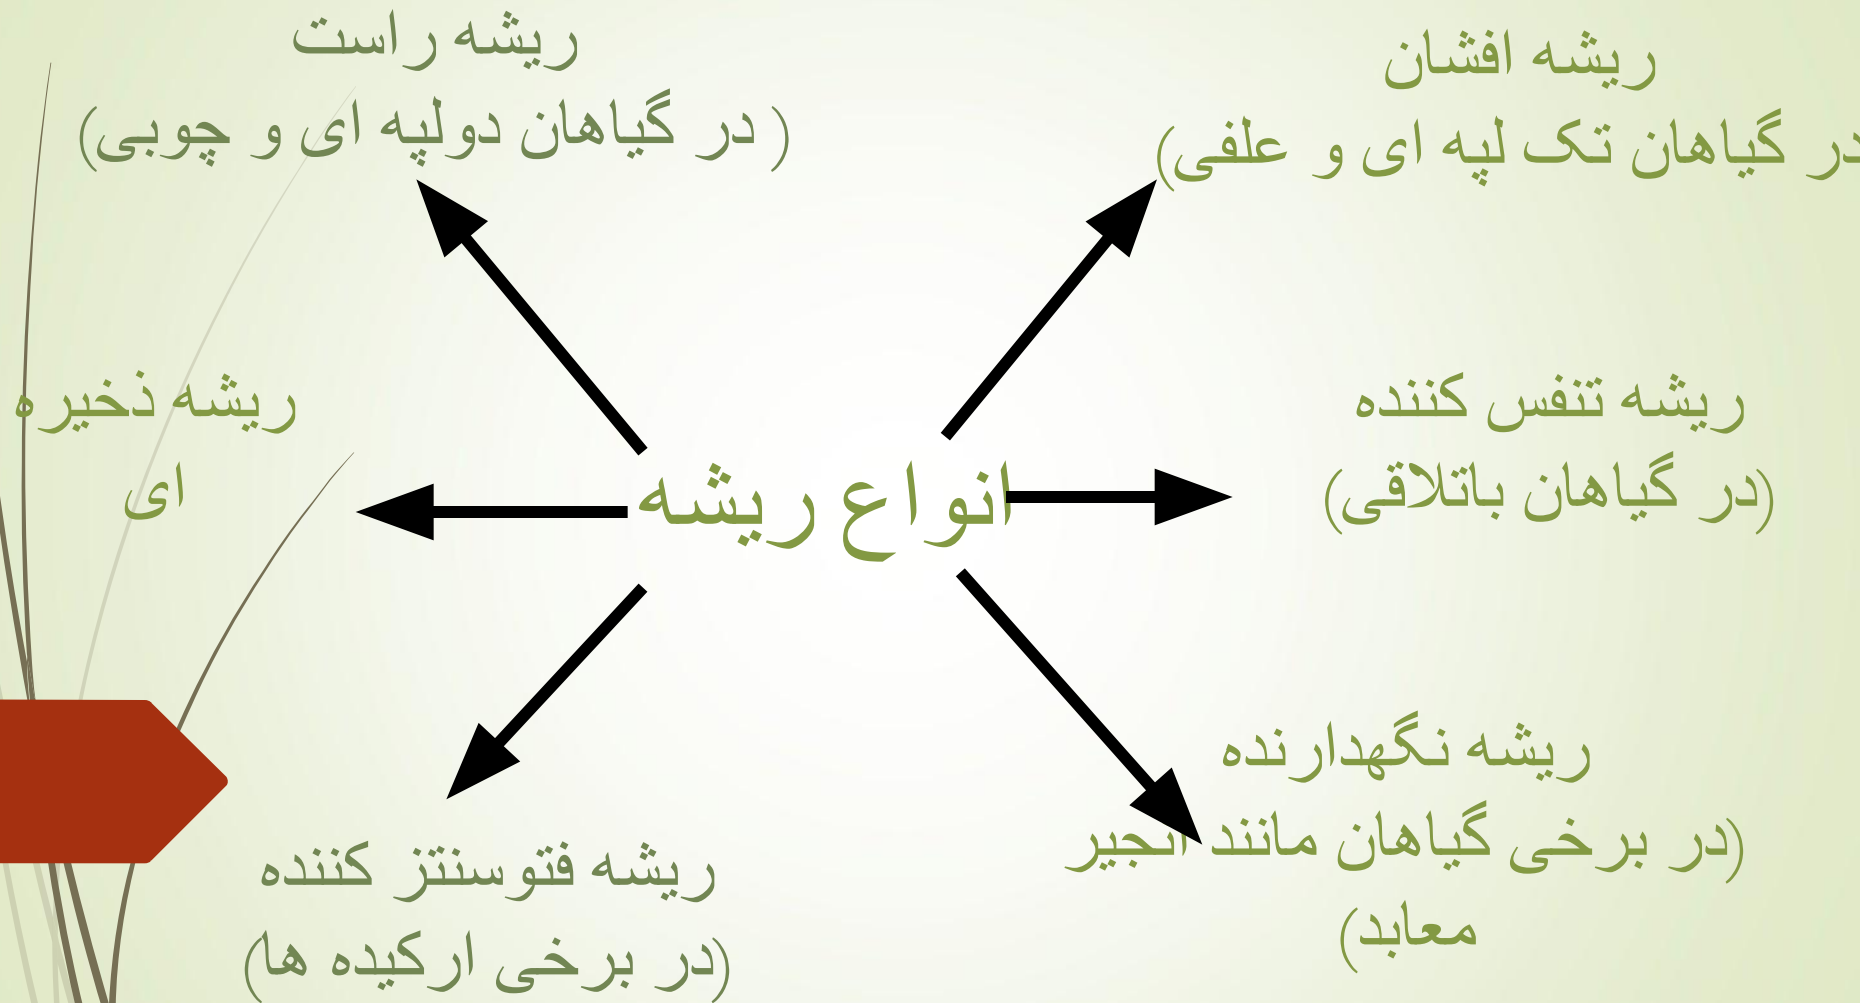 ریشه افشان
در گیاهان تک لپه ای و علفی)
ریشه راست
( در گیاهان دولپه ای و چوبی)
ریشه تنفس کننده
(در گیاهان باتلاقی)
انواع ریشه
ریشه ذخیره
ای
ریشه نگهدارنده
(در برخی گیاهان مانند انجیر
معابد)
ریشه فتوسنتز کننده
(در برخی ارکیده ها)